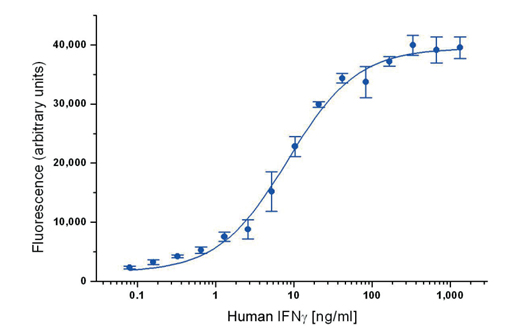 40,000
30,000
20,000
10,000
0
Fluorescence (arbitrary units)
0.1 1 10 100 1,000
Human IFNγ [ng/ml]